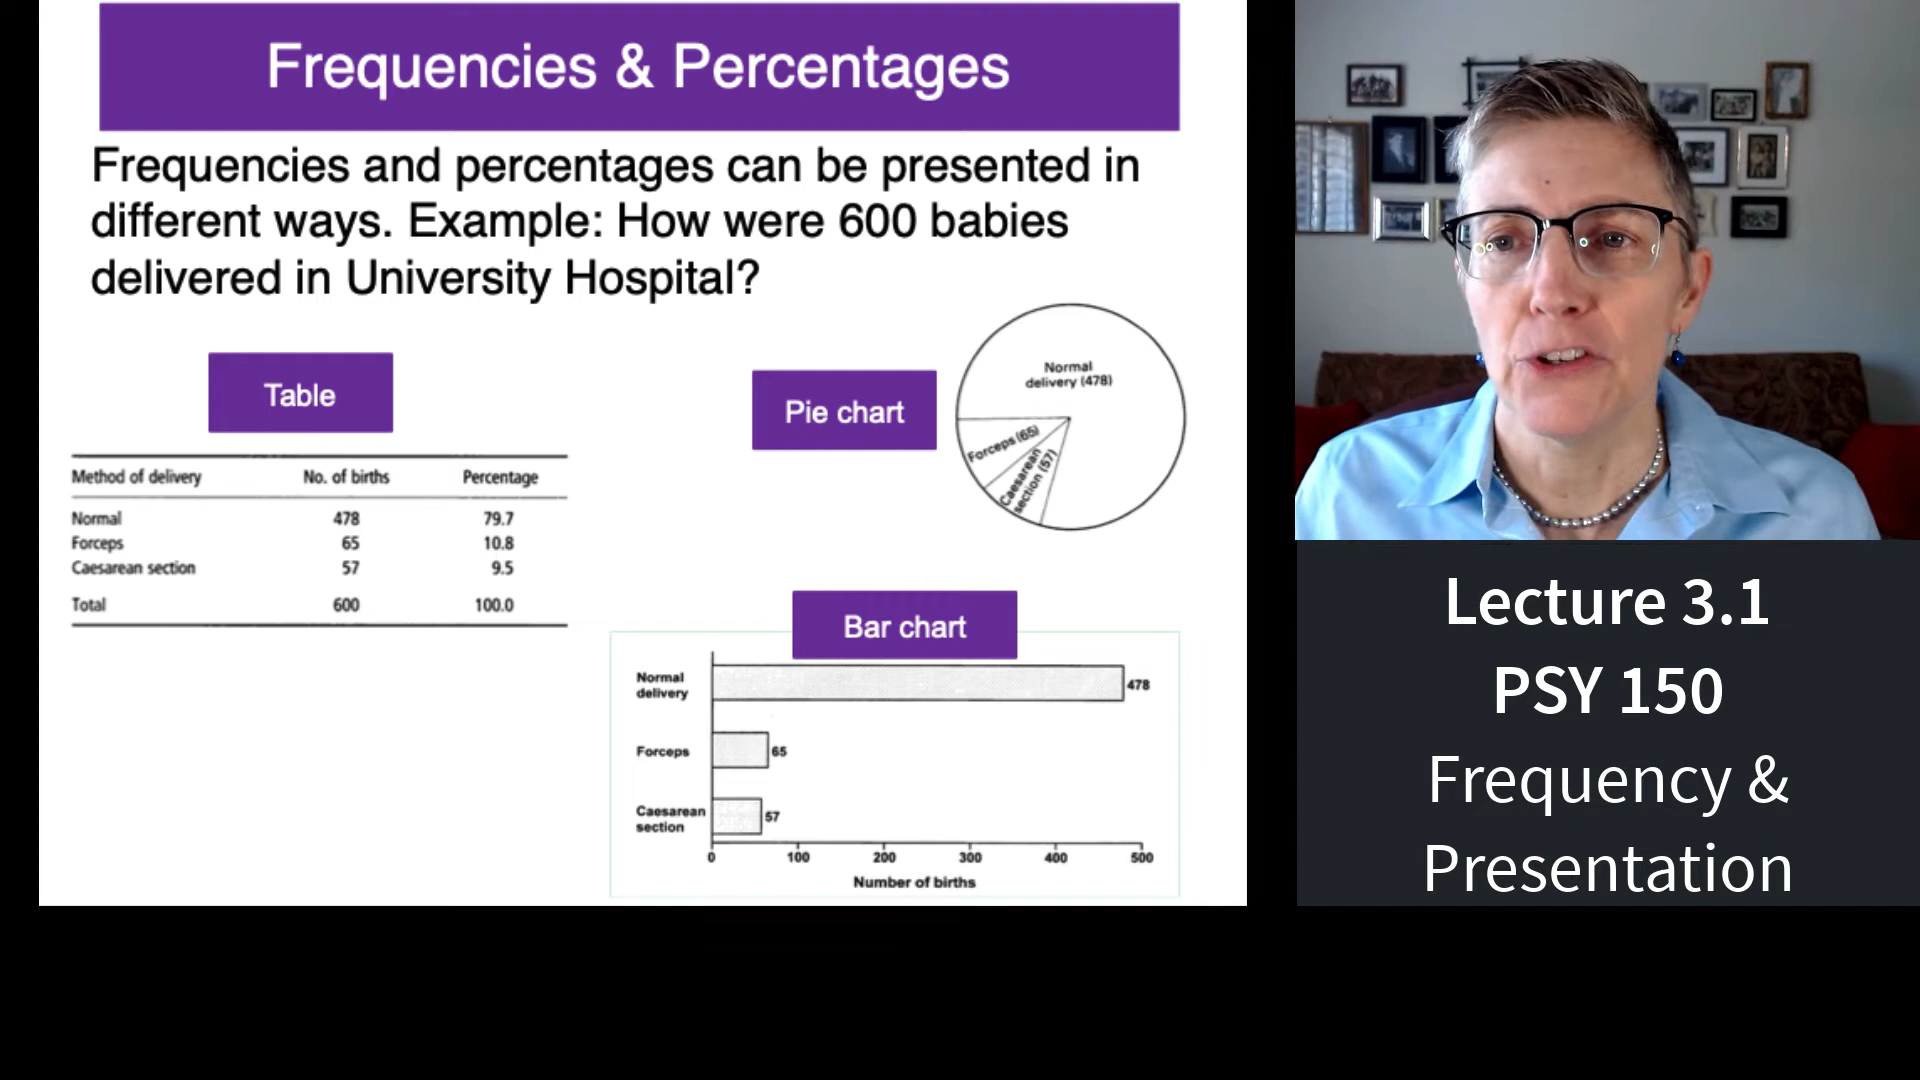 Frequencies & Percentages
Frequencies and percentages can be presented in
different ways. Example: How were 600 babies
delivered in University Hospital?
Table
Method of delivery No. of births Percentage
Normal 478 79.7
Forceps 65 10.8
Caesarean section 57 9.5
Total 600 100.0
Pie chart
Normal
delivery (478)
Forceps (65)
Caesarean
section (57)
Bar chart
Normal
delivery
478
Forceps
65
Caesarean
section
57
0 100 200 300 400 500
Number of births
Lecture 3.1
PSY 150
Frequency &
Presentation